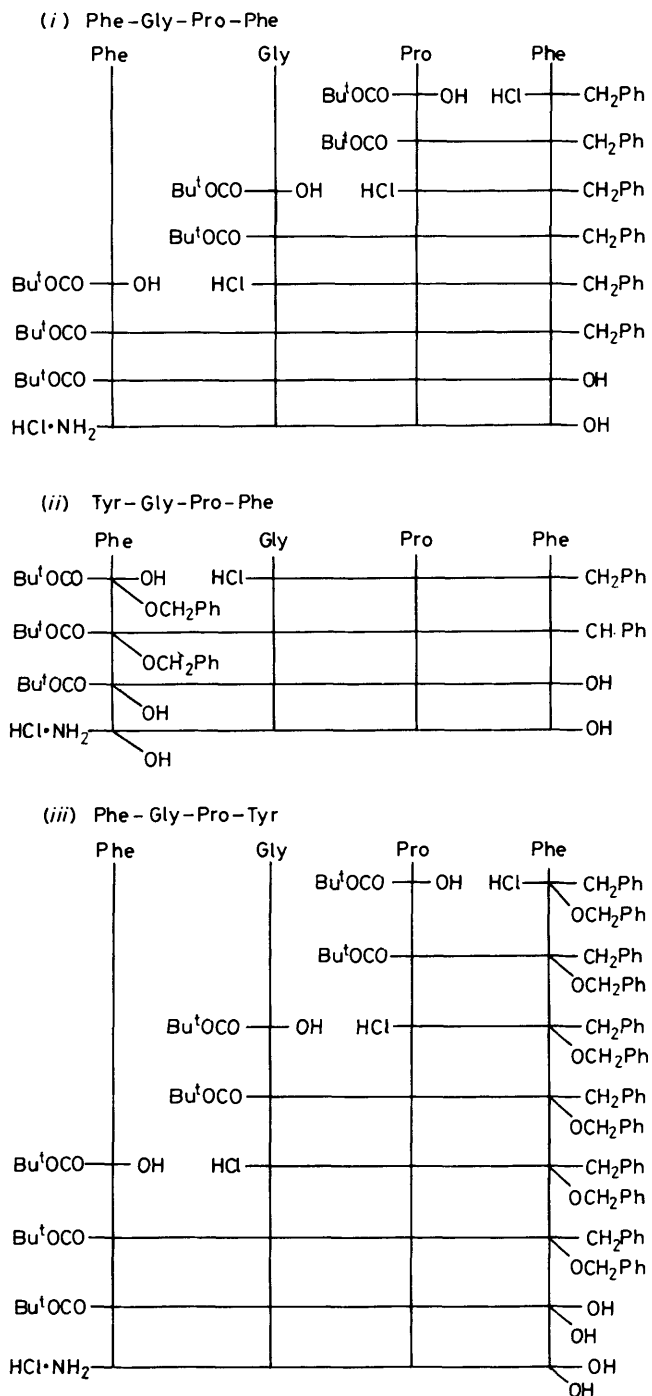 (i) Phe-Gly-Pro-Phe
Phe Gly Pro Phe
BuᵗOCO OH HCl CH₂Ph
BuᵗOCO CH₂Ph
BuᵗOCO OH HCl CH₂Ph
BuᵗOCO CH₂Ph
BuᵗOCO OH HCl CH₂Ph
BuᵗOCO CH₂Ph
BuᵗOCO OH
HCl•NH₂ OH
(ii) Tyr-Gly-Pro-Phe
Phe Gly Pro Phe
BuᵗOCO OH HCl CH₂Ph
OCH₂Ph
BuᵗOCO CH Ph
OCH₂Ph
BuᵗOCO OH
OH
HCl•NH₂ OH
OH
(iii) Phe-Gly-Pro-Tyr
Phe Gly Pro Phe
BuᵗOCO OH HCl CH₂Ph
OCH₂Ph
BuᵗOCO CH₂Ph
OCH₂Ph
BuᵗOCO OH HCl CH₂Ph
OCH₂Ph
BuᵗOCO CH₂Ph
OCH₂Ph
BuᵗOCO OH HCl CH₂Ph
OCH₂Ph
BuᵗOCO CH₂Ph
OCH₂Ph
BuᵗOCO OH
OH
HCl•NH₂ OH
OH